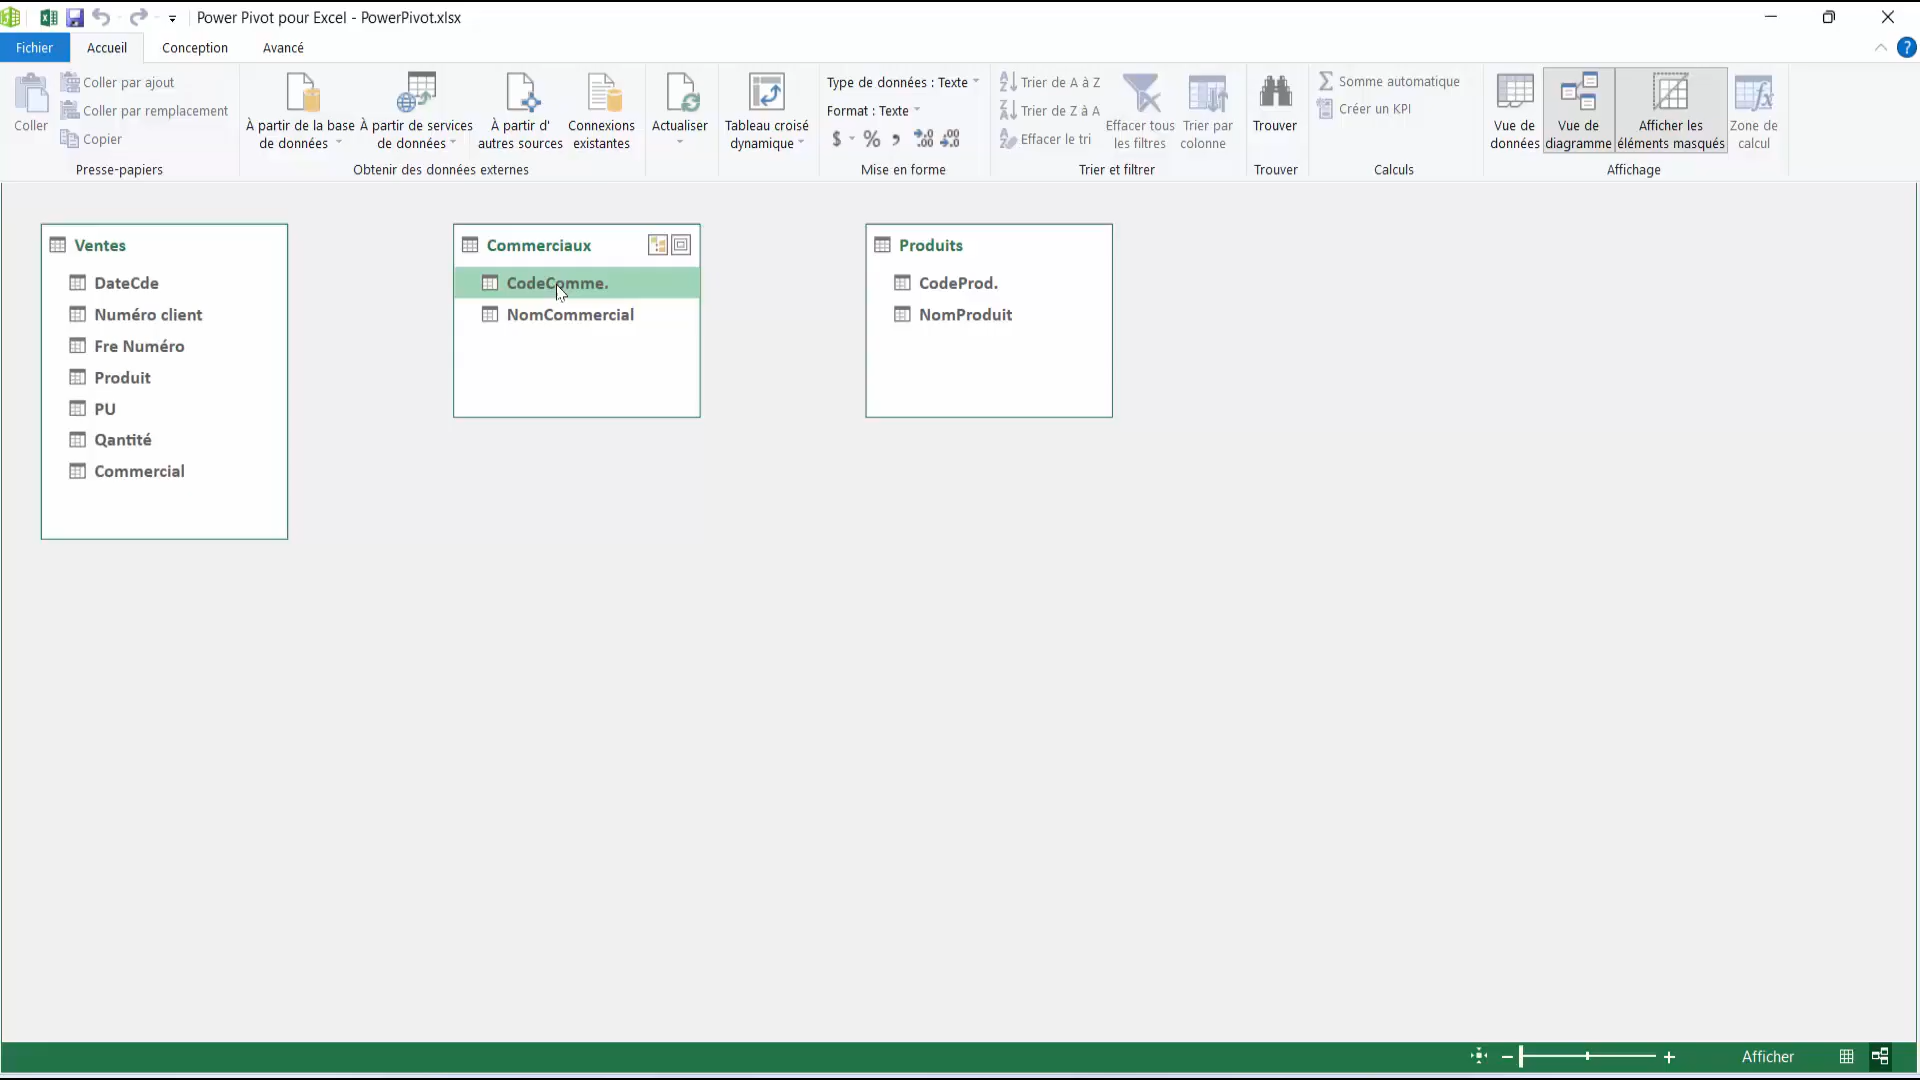 Power Pivot pour Excel - PowerPivot.xlsx
Fichier
Accueil
Conception
Avancé
?
Coller
Coller par ajout
Coller par remplacement
Copier
Presse-papiers
À partir de la base
de données
À partir de services
de données
À partir d'
autres sources
Connexions
existantes
Obtenir des données externes
Actualiser
Tableau croisé
dynamique
Type de données : Texte
Format : Texte
$ %
Mise en forme
Trier de A à Z
Trier de Z à A
Effacer le tri
Effacer tous
les filtres
Trier par
colonne
Trier et filtrer
Trouver
Trouver
Somme automatique
Créer un KPI
Calculs
Vue de
données
Vue de
diagramme
Afficher les
éléments masqués
Zone de
calcul
Affichage
Ventes
DateCde
Numéro client
Fre Numéro
Produit
PU
Qantité
Commercial
Commerciaux
CodeComme.
NomCommercial
Produits
CodeProd.
NomProduit
Afficher